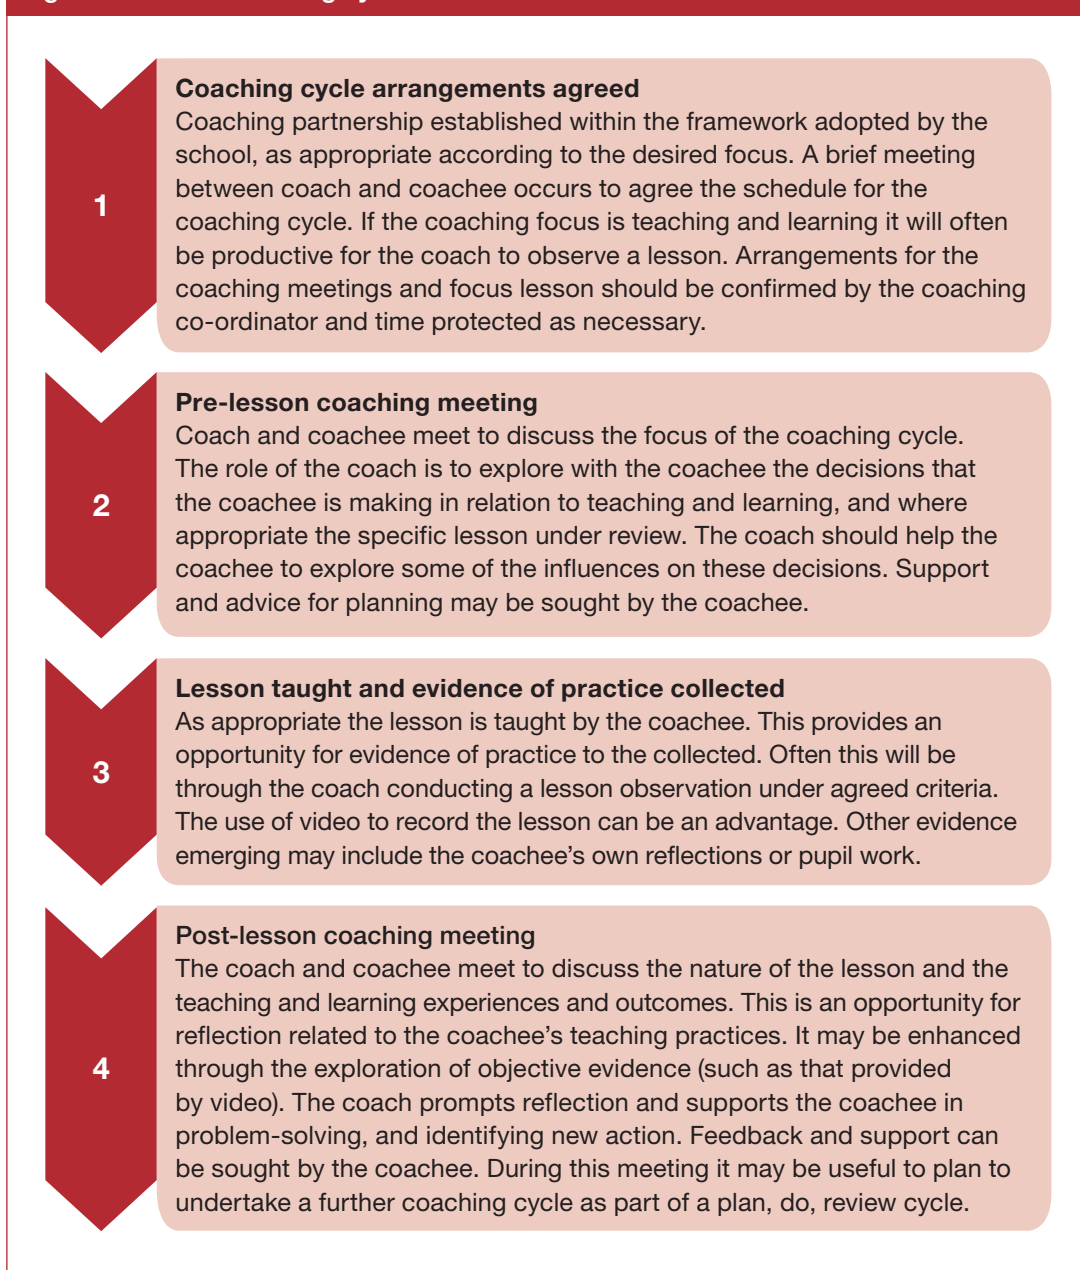 1
Coaching cycle arrangements agreed
Coaching partnership established within the framework adopted by the
school, as appropriate according to the desired focus. A brief meeting
between coach and coachee occurs to agree the schedule for the
coaching cycle. If the coaching focus is teaching and learning it will often
be productive for the coach to observe a lesson. Arrangements for the
coaching meetings and focus lesson should be confirmed by the coaching
co-ordinator and time protected as necessary.
2
Pre-lesson coaching meeting
Coach and coachee meet to discuss the focus of the coaching cycle.
The role of the coach is to explore with the coachee the decisions that
the coachee is making in relation to teaching and learning, and where
appropriate the specific lesson under review. The coach should help the
coachee to explore some of the influences on these decisions. Support
and advice for planning may be sought by the coachee.
3
Lesson taught and evidence of practice collected
As appropriate the lesson is taught by the coachee. This provides an
opportunity for evidence of practice to the collected. Often this will be
through the coach conducting a lesson observation under agreed criteria.
The use of video to record the lesson can be an advantage. Other evidence
emerging may include the coachee's own reflections or pupil work.
4
Post-lesson coaching meeting
The coach and coachee meet to discuss the nature of the lesson and the
teaching and learning experiences and outcomes. This is an opportunity for
reflection related to the coachee's teaching practices. It may be enhanced
through the exploration of objective evidence (such as that provided
by video). The coach prompts reflection and supports the coachee in
problem-solving, and identifying new action. Feedback and support can
be sought by the coachee. During this meeting it may be useful to plan to
undertake a further coaching cycle as part of a plan, do, review cycle.